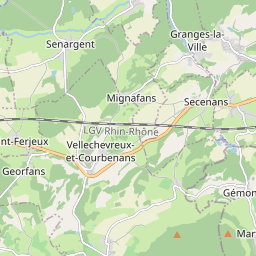 Granges-la-
Ville
Senargent
Mignafans
Secenans
LGV Rhin-Rhône
nt-Ferjeux
Vellechevreux-
et-Courbenans
Georfans
Gémon
Mar